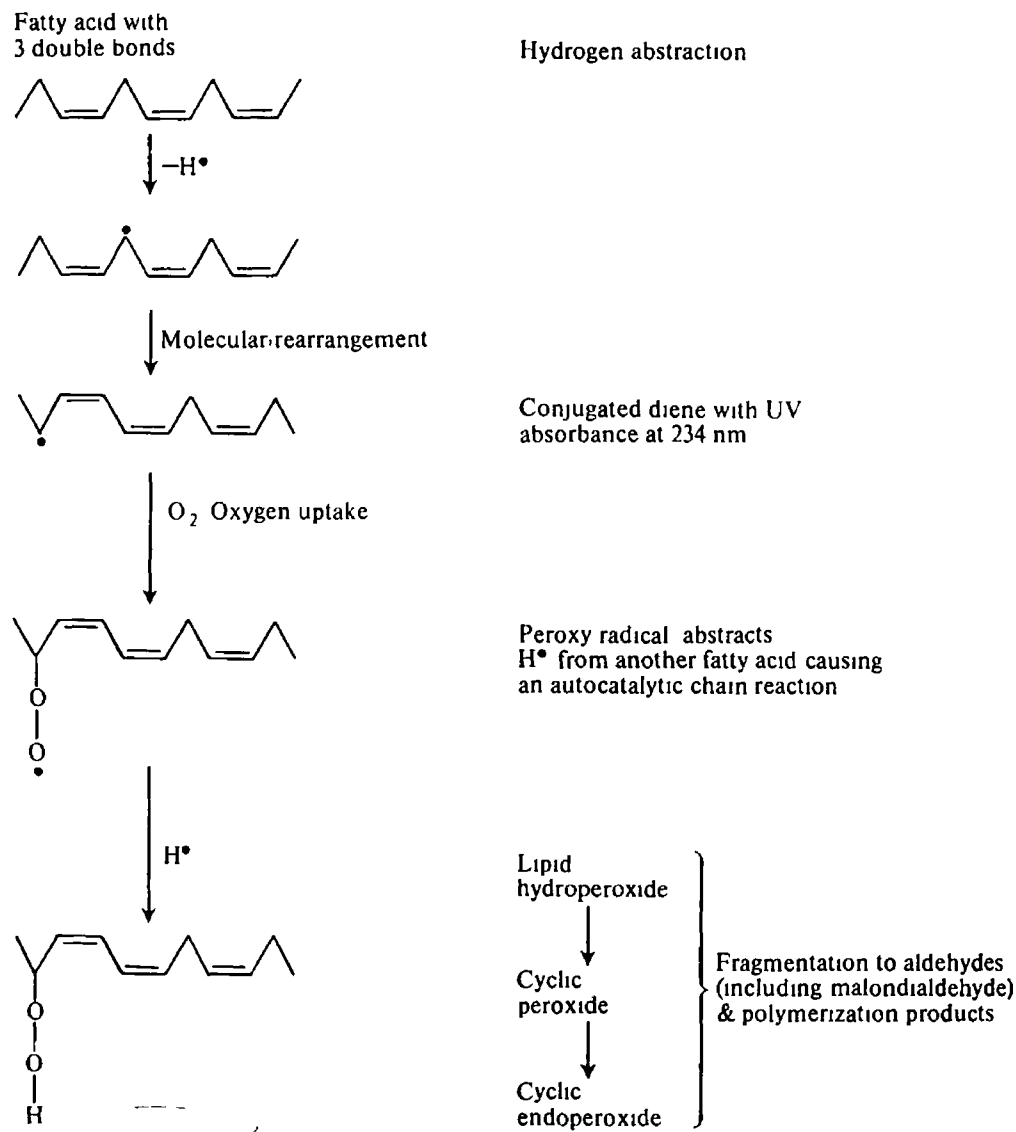 Fatty acid with
3 double bonds
Hydrogen abstraction
–H•
Molecular rearrangement
Conjugated diene with UV
absorbance at 234 nm
O₂ Oxygen uptake
Peroxy radical abstracts
H• from another fatty acid causing
an autocatalytic chain reaction
O
O
•
H•
Lipid
hydroperoxide
Cyclic
peroxide
Cyclic
endoperoxide
Fragmentation to aldehydes
(including malondialdehyde)
& polymerization products
O
O
H